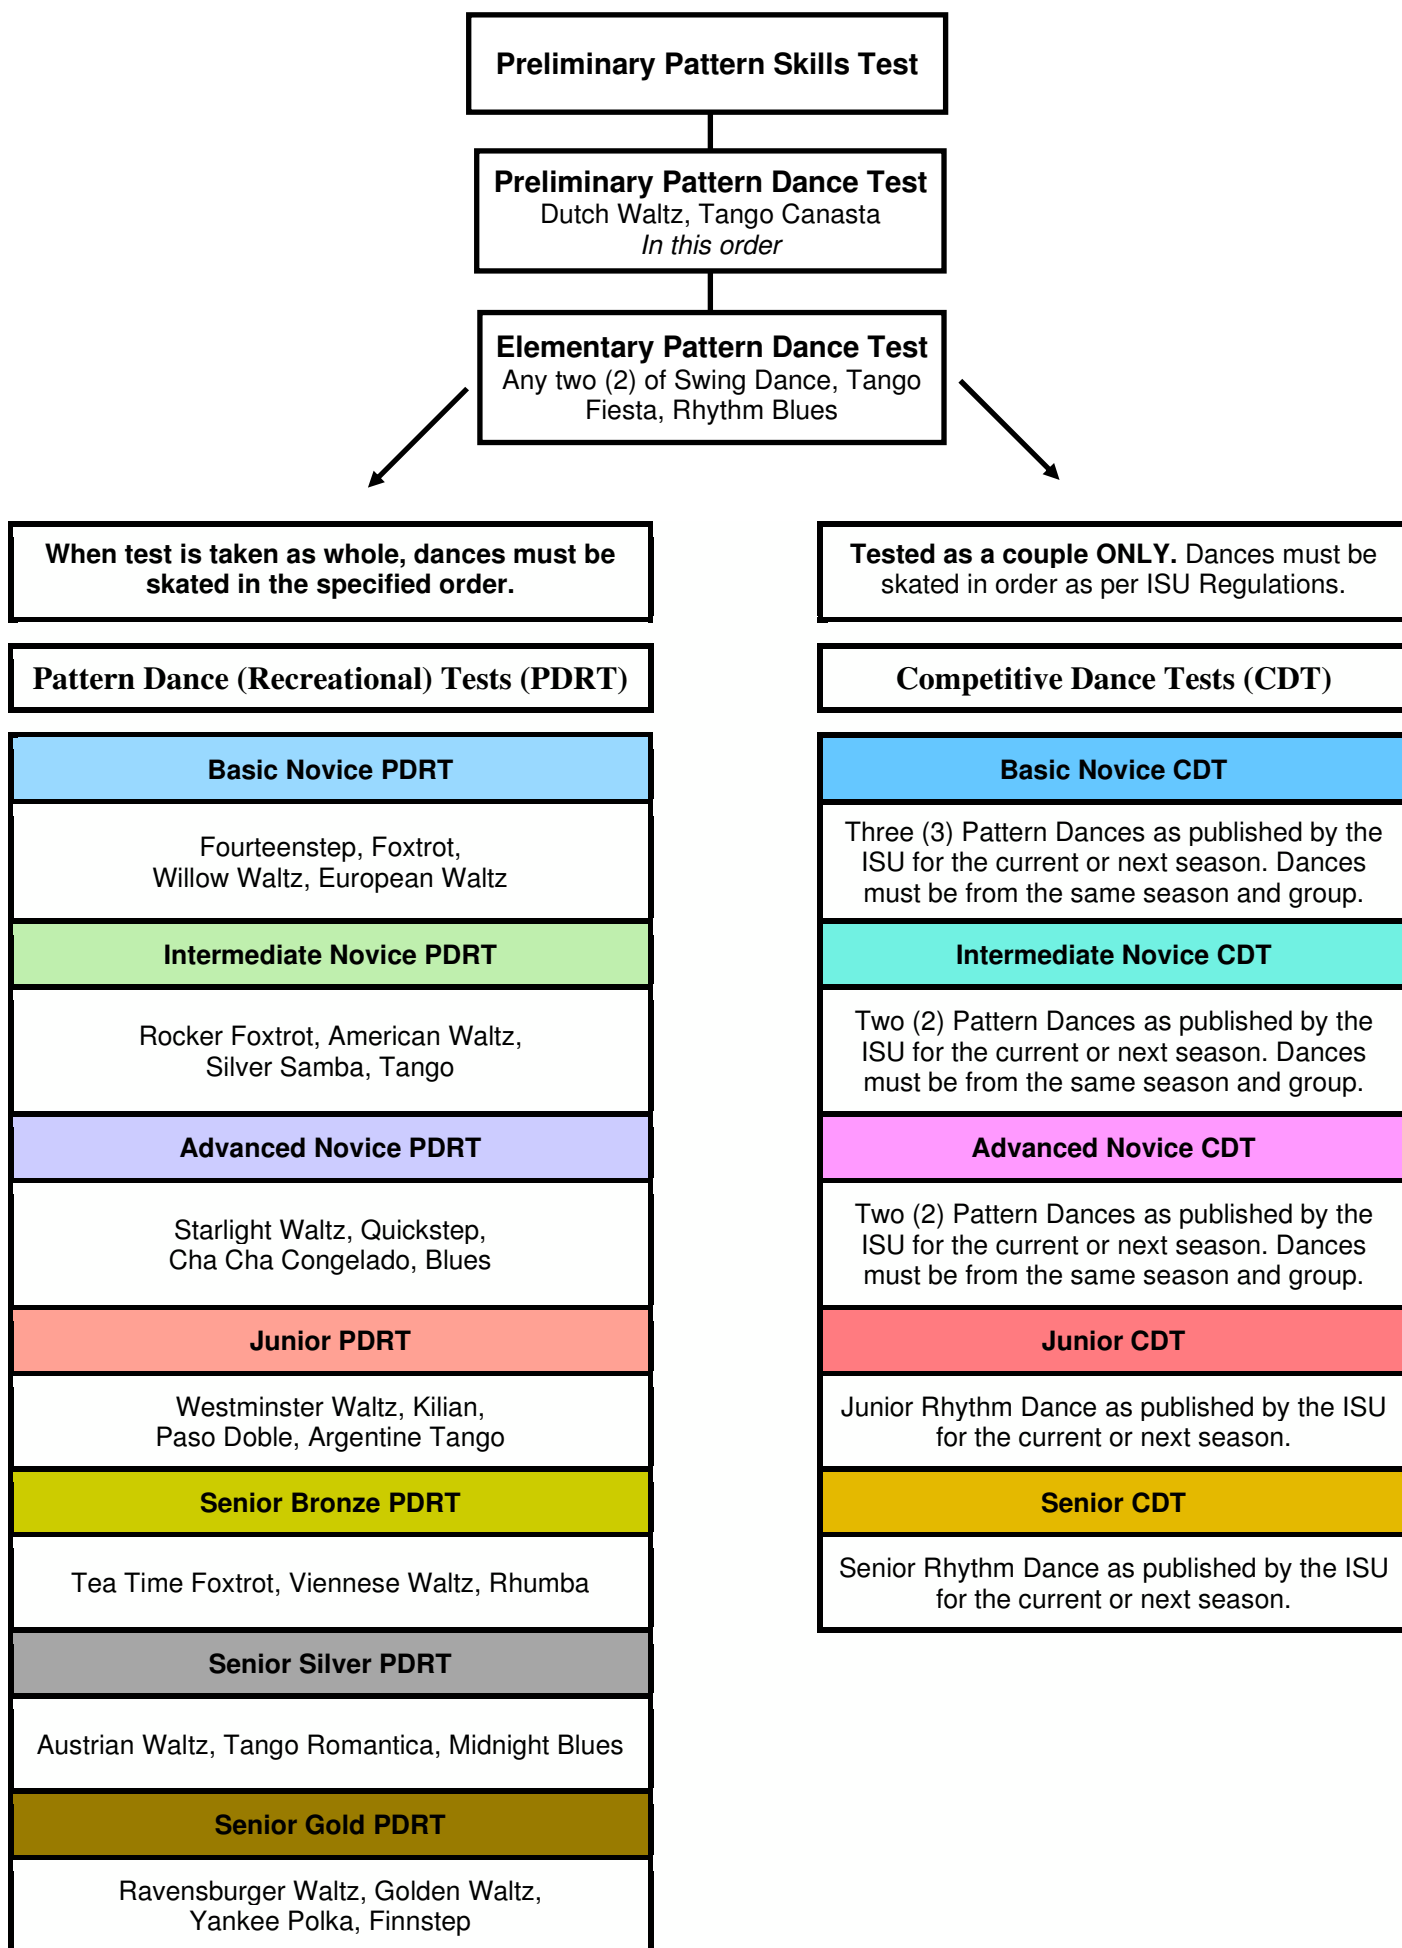 Preliminary Pattern Skills Test
Preliminary Pattern Dance Test
Dutch Waltz, Tango Canasta
In this order
Elementary Pattern Dance Test
Any two (2) of Swing Dance, Tango
Fiesta, Rhythm Blues
When test is taken as whole, dances must be
skated in the specified order.
Pattern Dance (Recreational) Tests (PDRT)
Basic Novice PDRT
Fourteenstep, Foxtrot,
Willow Waltz, European Waltz
Intermediate Novice PDRT
Rocker Foxtrot, American Waltz,
Silver Samba, Tango
Advanced Novice PDRT
Starlight Waltz, Quickstep,
Cha Cha Congelado, Blues
Junior PDRT
Westminster Waltz, Kilian,
Paso Doble, Argentine Tango
Senior Bronze PDRT
Tea Time Foxtrot, Viennese Waltz, Rhumba
Senior Silver PDRT
Austrian Waltz, Tango Romantica, Midnight Blues
Senior Gold PDRT
Ravensburger Waltz, Golden Waltz,
Yankee Polka, Finnstep
Tested as a couple ONLY. Dances must be
skated in order as per ISU Regulations.
Competitive Dance Tests (CDT)
Basic Novice CDT
Three (3) Pattern Dances as published by the
ISU for the current or next season. Dances
must be from the same season and group.
Intermediate Novice CDT
Two (2) Pattern Dances as published by the
ISU for the current or next season. Dances
must be from the same season and group.
Advanced Novice CDT
Two (2) Pattern Dances as published by the
ISU for the current or next season. Dances
must be from the same season and group.
Junior CDT
Junior Rhythm Dance as published by the ISU
for the current or next season.
Senior CDT
Senior Rhythm Dance as published by the ISU
for the current or next season.